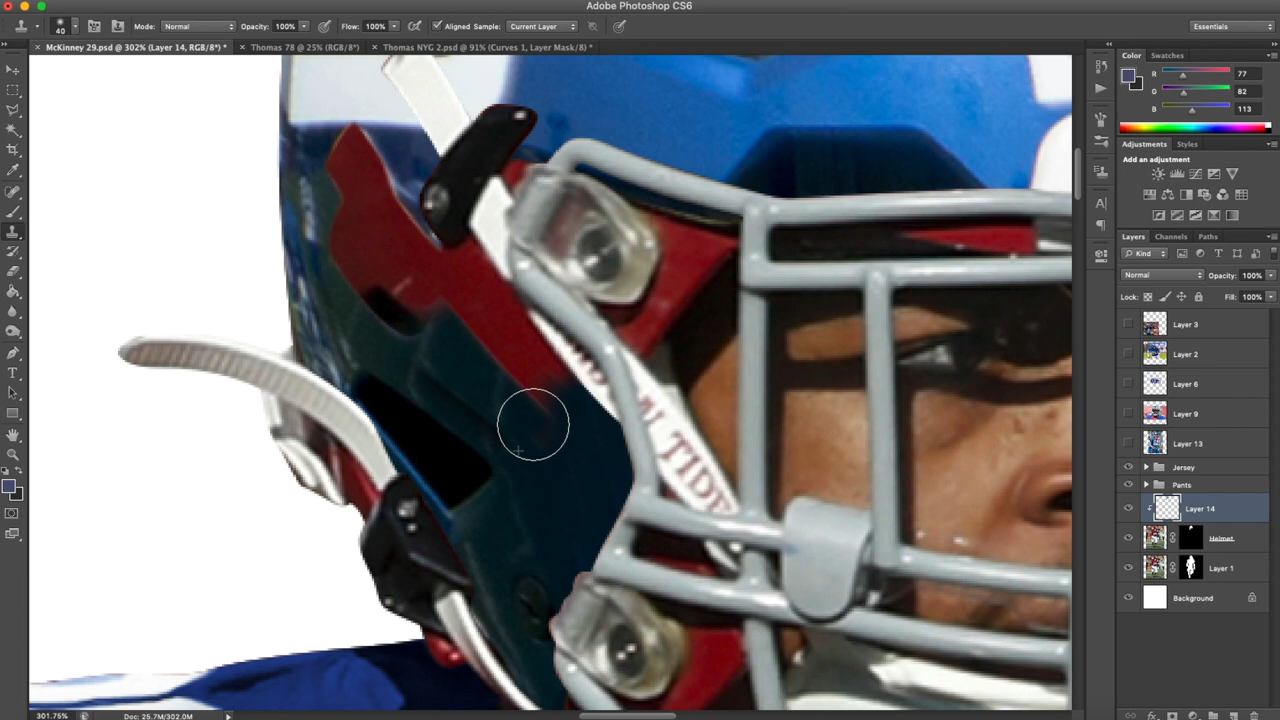 Adobe Photoshop CS6
40 Mode: Normal Opacity: 100% Flow: 100% Aligned Sample: Current Layer Essentials
McKinney 29.psd @ 302% (Layer 14, RGB/8*) * Thomas 78 @ 25% (RGB/8*) Thomas NYG 2.psd @ 91% (Curves 1, Layer Mask/8) *
Color Swatches
R 77
G 82
B 113
Adjustments Styles
Add an adjustment
Layers Channels Paths
Kind
Normal Opacity: 100%
Lock: Fill: 100%
Layer 3
Layer 2
Layer 6
Layer 9
Layer 13
Jersey
Pants
Layer 14
Helmet
Layer 1
Background
TIDE
301.75% Doc: 25.7M/302.0M